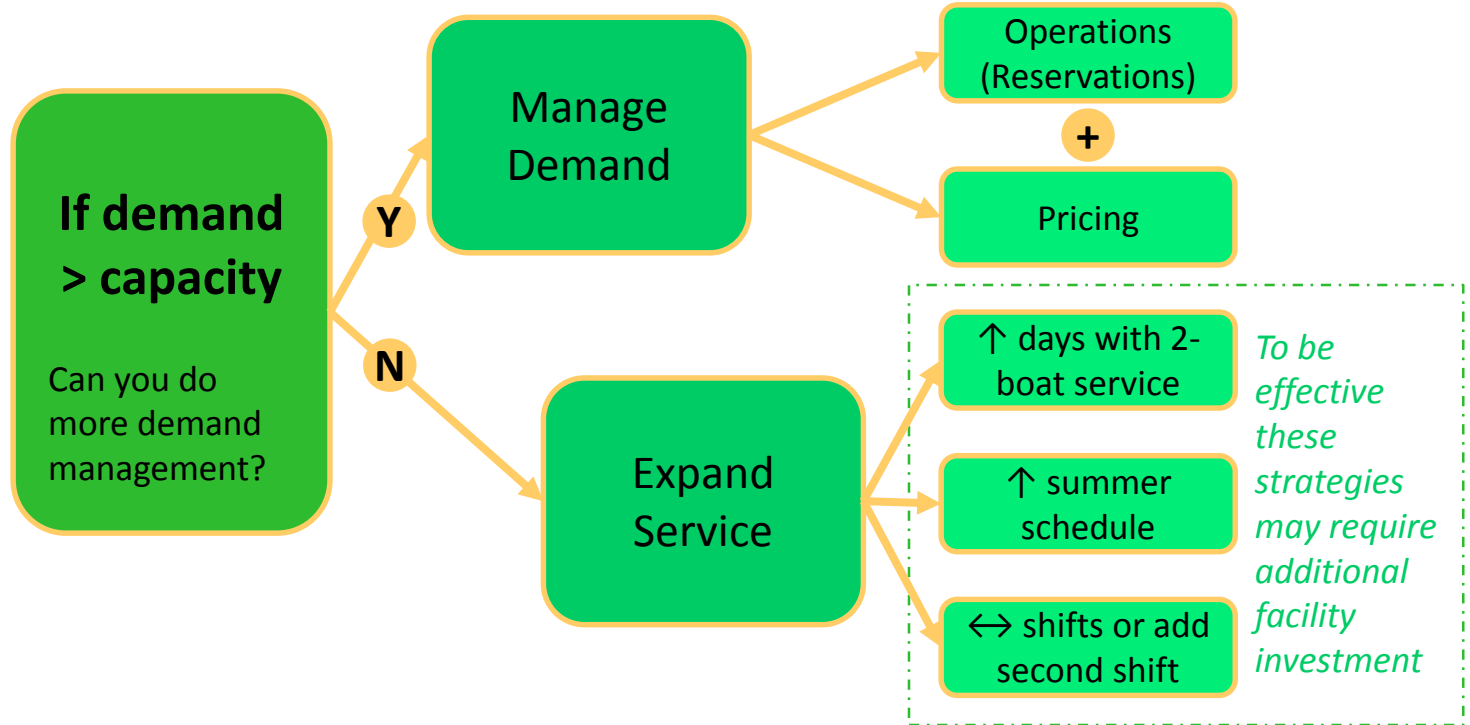 If demand
> capacity
Can you do
more demand
management?
Y
N
Manage
Demand
Expand
Service
Operations
(Reservations)
+
Pricing
↑ days with 2-
boat service
↑ summer
schedule
↔ shifts or add
second shift
To be
effective
these
strategies
may require
additional
facility
investment